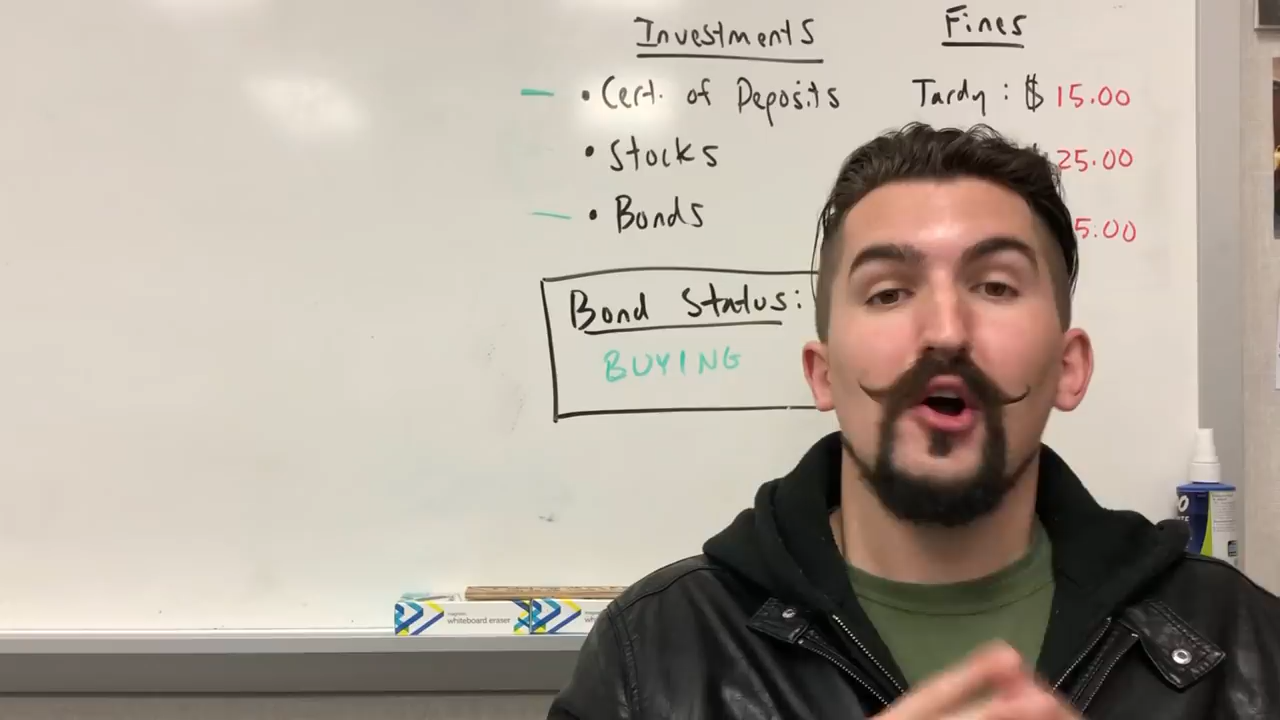 Investments
• Cert. of Deposits
• Stocks
• Bonds
Bond Status:
BUYING
Fines
Tardy: $ 15.00
25.00
5.00
whiteboard eraser